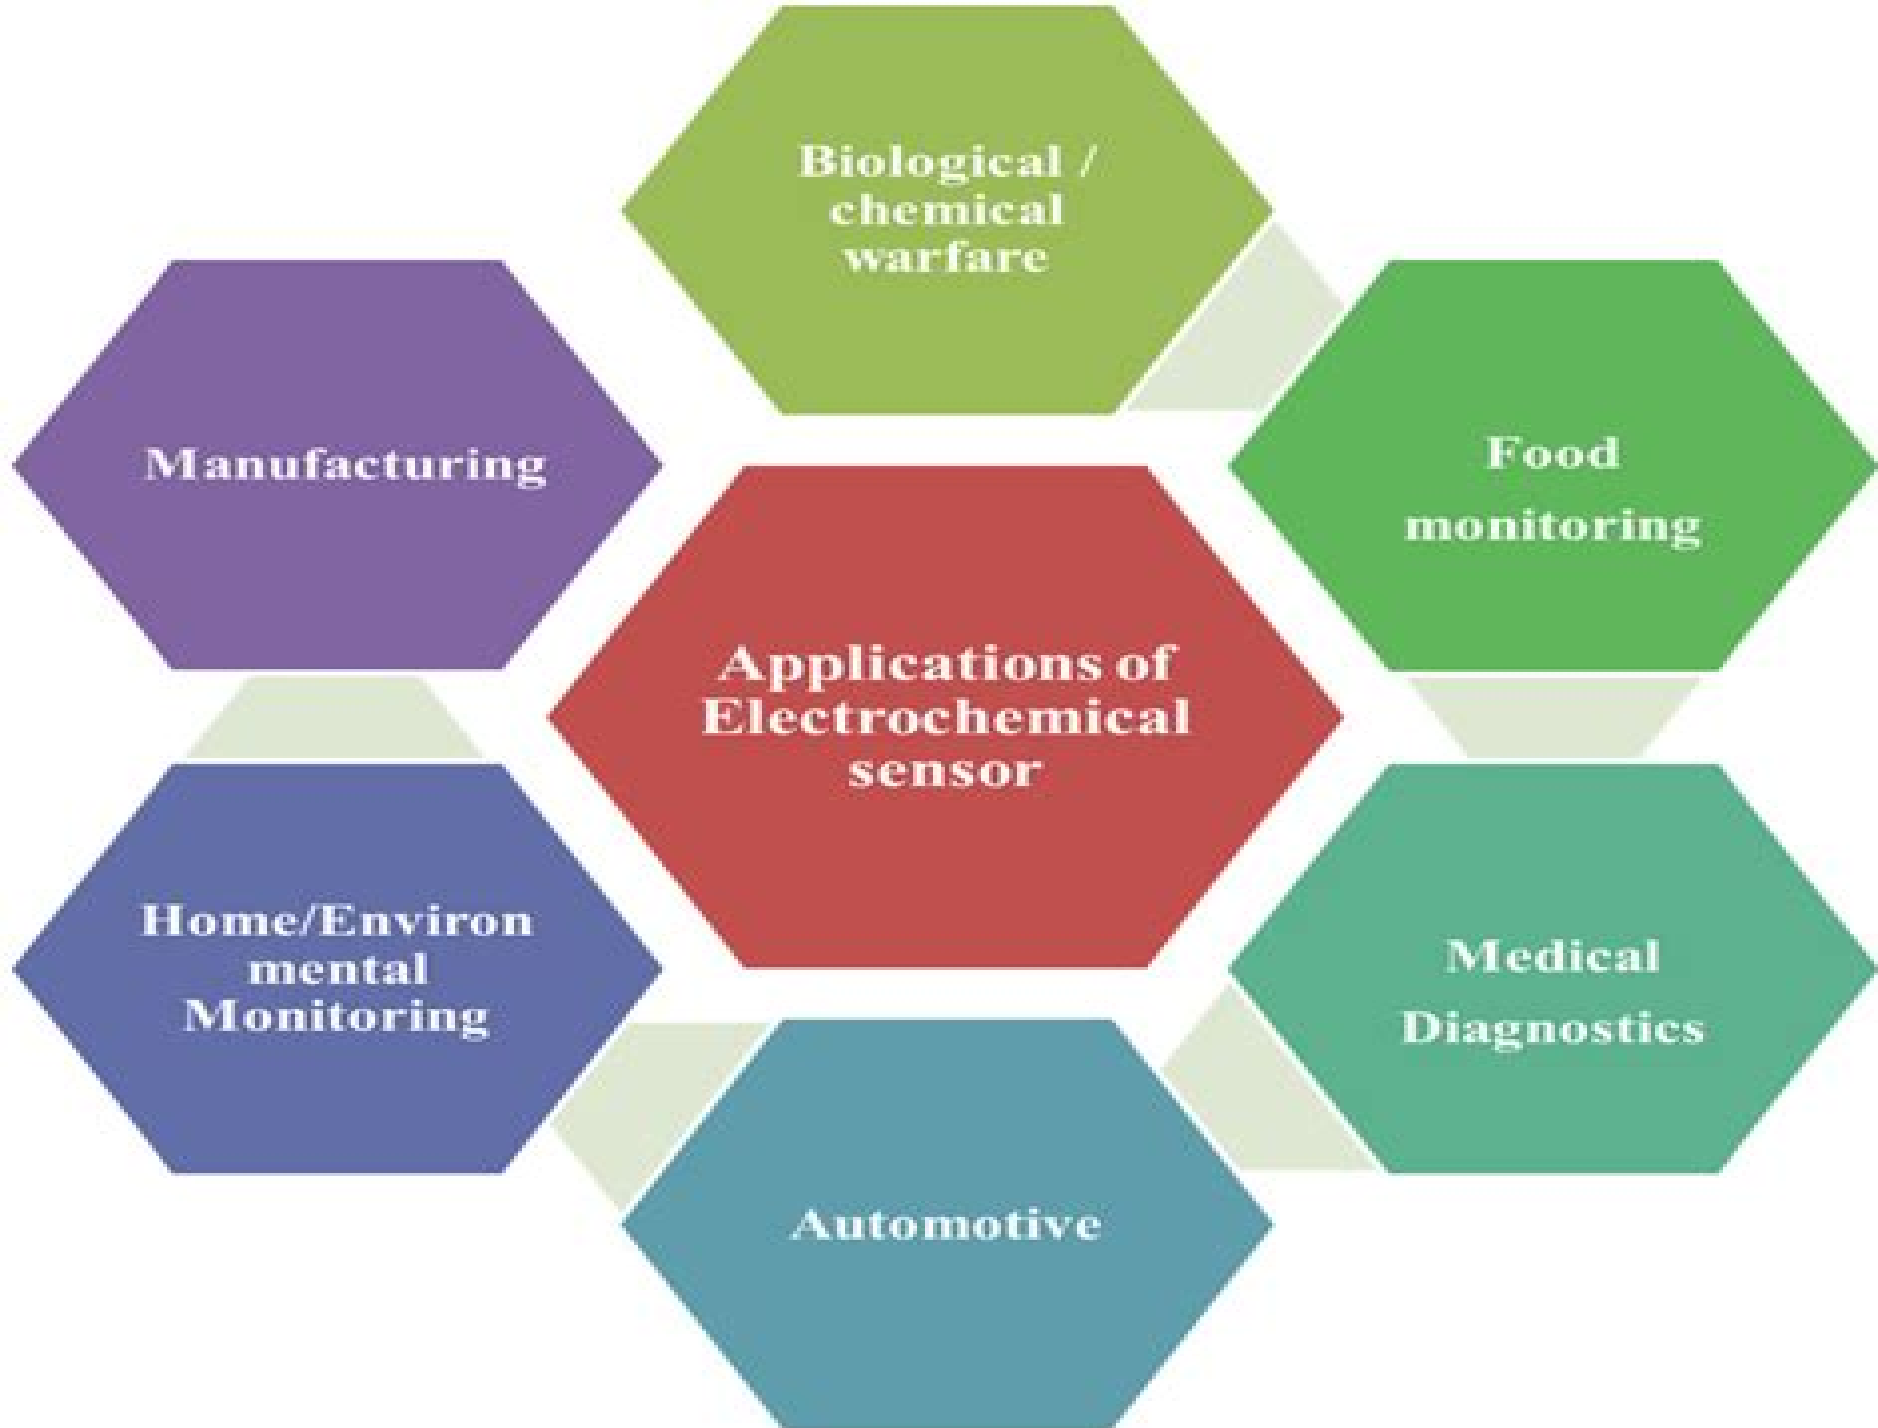 Biological /
chemical
warfare
Food
monitoring
Medical
Diagnostics
Automotive
Home/Environ
mental
Monitoring
Manufacturing
Applications of
Electrochemical
sensor